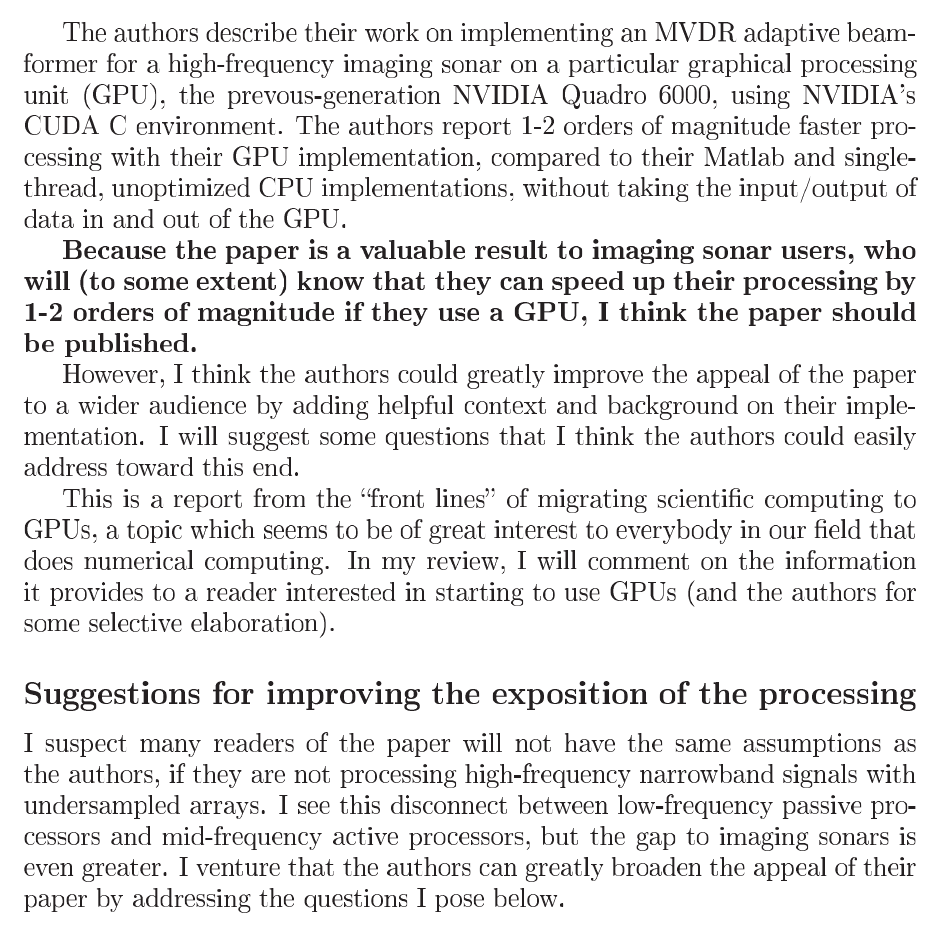 The authors describe their work on implementing an MVDR adaptive beam-
former for a high-frequency imaging sonar on a particular graphical processing
unit (GPU), the prevous-generation NVIDIA Quadro 6000, using NVIDIA's
CUDA C environment. The authors report 1-2 orders of magnitude faster pro-
cessing with their GPU implementation, compared to their Matlab and single-
thread, unoptimized CPU implementations, without taking the input/output of
data in and out of the GPU.
Because the paper is a valuable result to imaging sonar users, who
will (to some extent) know that they can speed up their processing by
1-2 orders of magnitude if they use a GPU, I think the paper should
be published.
However, I think the authors could greatly improve the appeal of the paper
to a wider audience by adding helpful context and background on their imple-
mentation. I will suggest some questions that I think the authors could easily
address toward this end.
This is a report from the “front lines” of migrating scientific computing to
GPUs, a topic which seems to be of great interest to everybody in our field that
does numerical computing. In my review, I will comment on the information
it provides to a reader interested in starting to use GPUs (and the authors for
some selective elaboration).
Suggestions for improving the exposition of the processing
I suspect many readers of the paper will not have the same assumptions as
the authors, if they are not processing high-frequency narrowband signals with
undersampled arrays. I see this disconnect between low-frequency passive pro-
cessors and mid-frequency active processors, but the gap to imaging sonars is
even greater. I venture that the authors can greatly broaden the appeal of their
paper by addressing the questions I pose below.